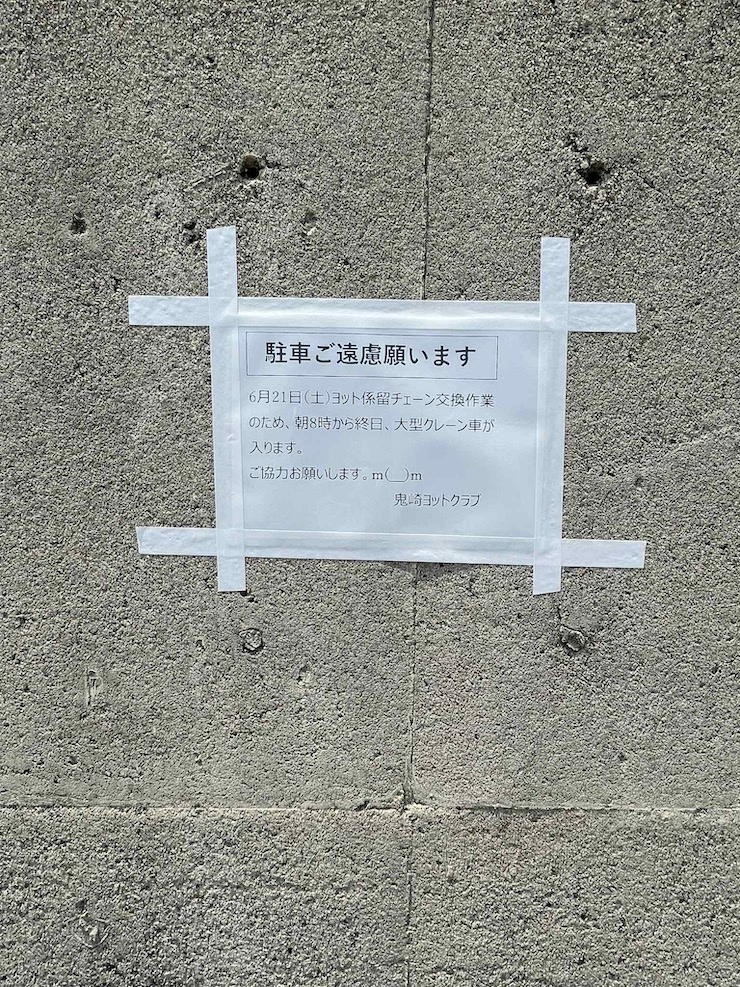 駐車ご遠慮願います
6月21日(土)ヨット係留チェーン交換作業
のため、朝8時から終日、大型クレーン車が
入ります。
ご協力お願いします。m(__)m
鬼崎ヨットクラブ